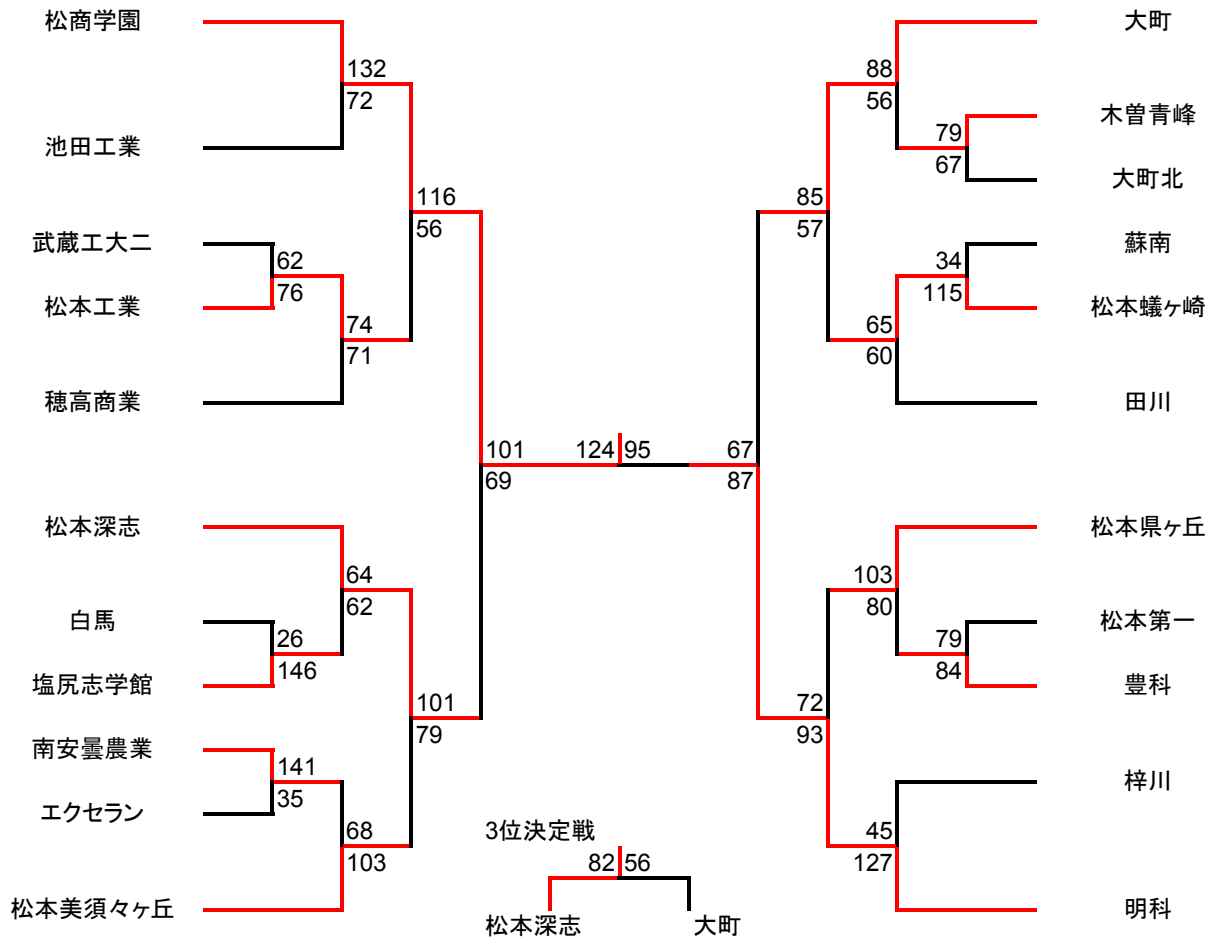 松商学園
132
72
池田工業
116
56
武蔵工大二
62
76
松本工業
74
71
穂高商業
101
69
松本深志
64
62
白馬
26
146
塩尻志学館
101
79
南安曇農業
141
35
エクセラン
68
103
松本美須々ヶ丘
124 95
大町
88
56
木曽青峰
79
67
大町北
85
57
蘇南
34
115
松本蟻ヶ崎
65
60
田川
67
87
松本県ヶ丘
103
80
松本第一
79
84
豊科
72
93
梓川
45
127
明科
3位決定戦
82 56
松本深志 大町